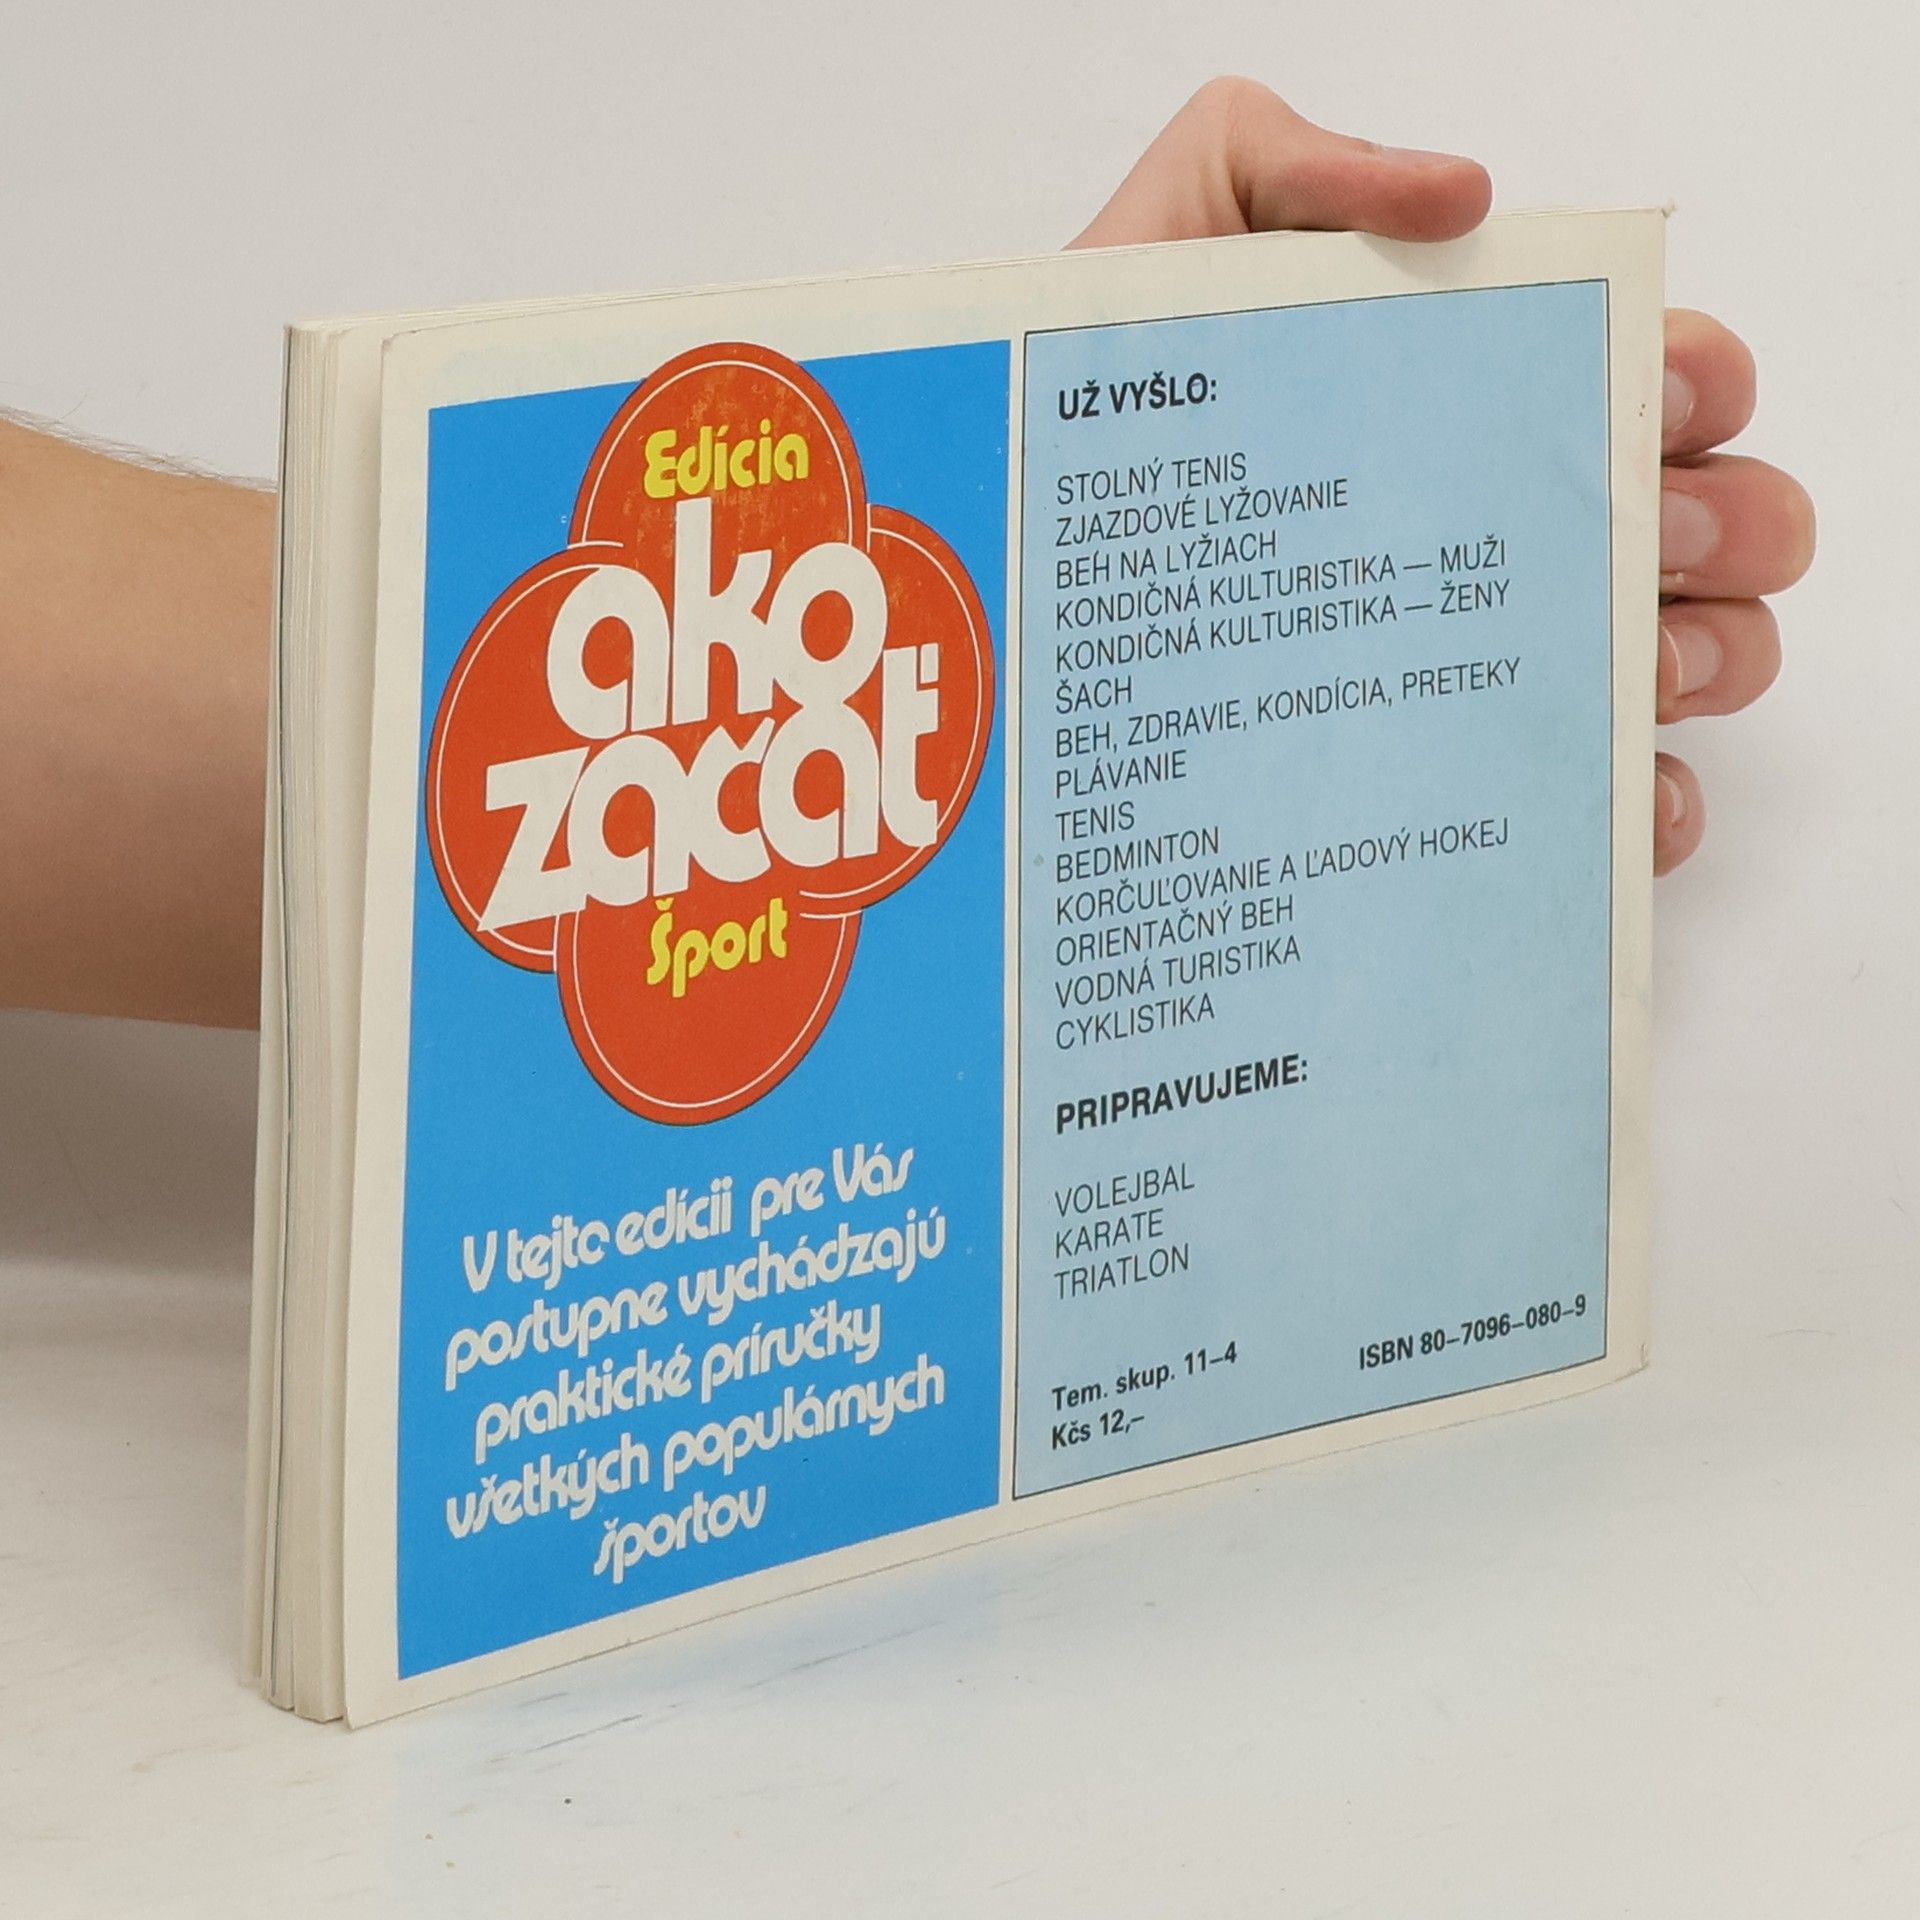 Edícia
ako
začať
Šport
V tejto edícii pre Vás
postupne vychádzajú
praktické príručky
všetkých populárnych
športov
UŽ VYŠLO:
STOLNÝ TENIS
ZJAZDOVÉ LYŽOVANIE
BEH NA LYŽIACH
KONDIČNÁ KULTURISTIKA — MUŽI
KONDIČNÁ KULTURISTIKA — ŽENY
ŠACH
BEH, ZDRAVIE, KONDÍCIA, PRETEKY
PLÁVANIE
TENIS
BEDMINTON
KORČUĽOVANIE A ĽADOVÝ HOKEJ
ORIENTAČNÝ BEH
VODNÁ TURISTIKA
CYKLISTIKA
PRIPRAVUJEME:
VOLEJBAL
KARATE
TRIATLON
Tem. skup. 11–4
Kčs 12,–
ISBN 80–7096–080–9